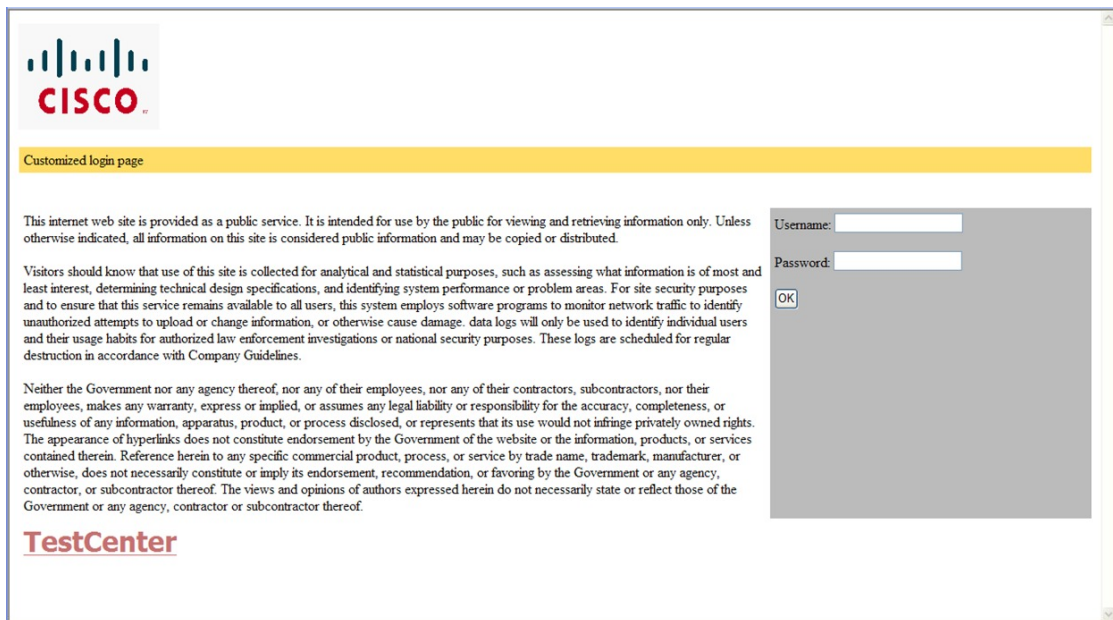 CISCO
Customized login page
This internet web site is provided as a public service. It is intended for use by the public for viewing and retrieving information only. Unless
otherwise indicated, all information on this site is considered public information and may be copied or distributed.
Visitors should know that use of this site is collected for analytical and statistical purposes, such as assessing what information is of most and
least interest, determining technical design specifications, and identifying system performance or problem areas. For site security purposes
and to ensure that this service remains available to all users, this system employs software programs to monitor network traffic to identify
unauthorized attempts to upload or change information, or otherwise cause damage. data logs will only be used to identify individual users
and their usage habits for authorized law enforcement investigations or national security purposes. These logs are scheduled for regular
destruction in accordance with Company Guidelines.
Neither the Government nor any agency thereof, nor any of their employees, nor any of their contractors, subcontractors, nor their
employees, makes any warranty, express or implied, or assumes any legal liability or responsibility for the accuracy, completeness, or
usefulness of any information, apparatus, product, or process disclosed, or represents that its use would not infringe privately owned rights.
The appearance of hyperlinks does not constitute endorsement by the Government of the website or the information, products, or services
contained therein. Reference herein to any specific commercial product, process, or service by trade name, trademark, manufacturer, or
otherwise, does not necessarily constitute or imply its endorsement, recommendation, or favoring by the Government or any agency,
contractor, or subcontractor thereof. The views and opinions of authors expressed herein do not necessarily state or reflect those of the
Government or any agency, contractor or subcontractor thereof.
TestCenter
Username:
Password:
OK